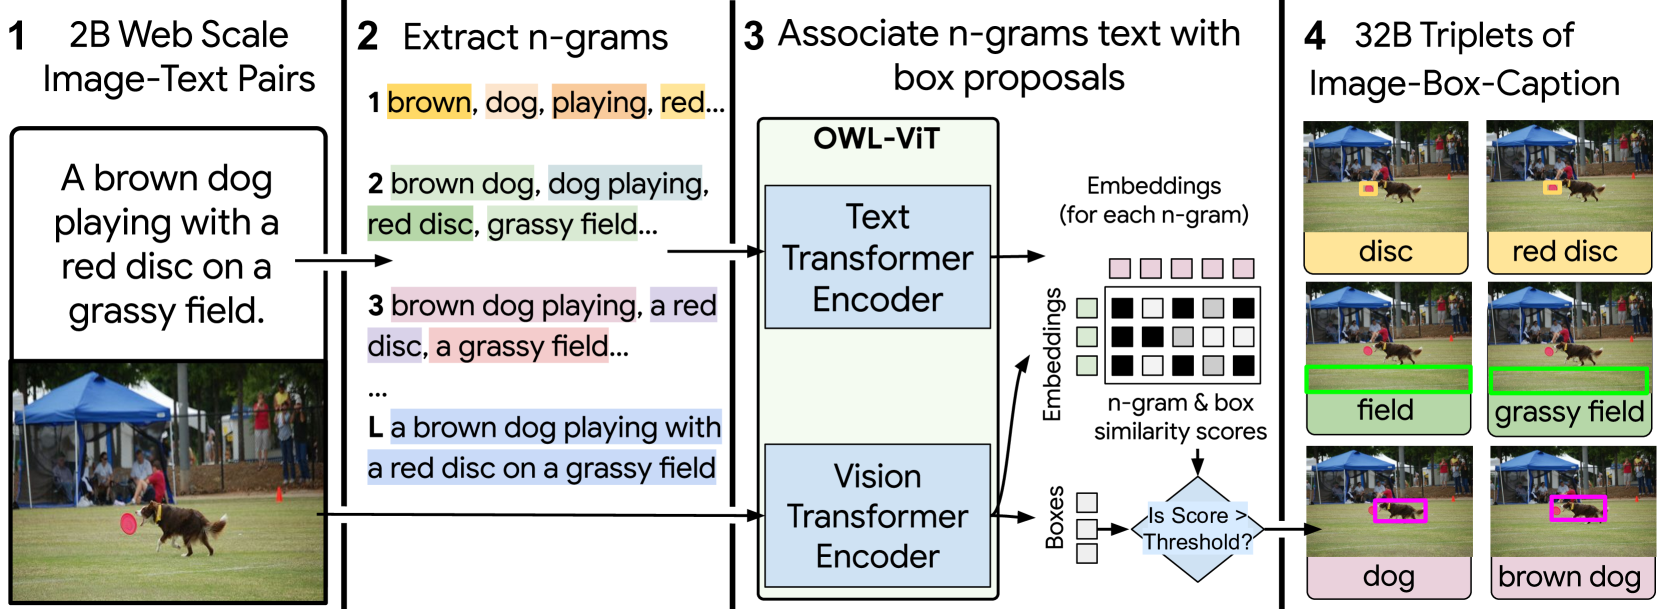 1 2B Web Scale
Image-Text Pairs
A brown dog
playing with a
red disc on a
grassy field.
2 Extract n-grams
1 brown, dog, playing, red...
2 brown dog, dog playing,
red disc, grassy field...
3 brown dog playing, a red
disc, a grassy field...
...
L a brown dog playing with
a red disc on a grassy field
3 Associate n-grams text with
box proposals
OWL-ViT
Text
Transformer
Encoder
Vision
Transformer
Encoder
Embeddings
(for each n-gram)
Embeddings
n-gram & box
similarity scores
Boxes
Is Score >
Threshold?
4 32B Triplets of
Image-Box-Caption
disc
red disc
field
grassy field
dog
brown dog